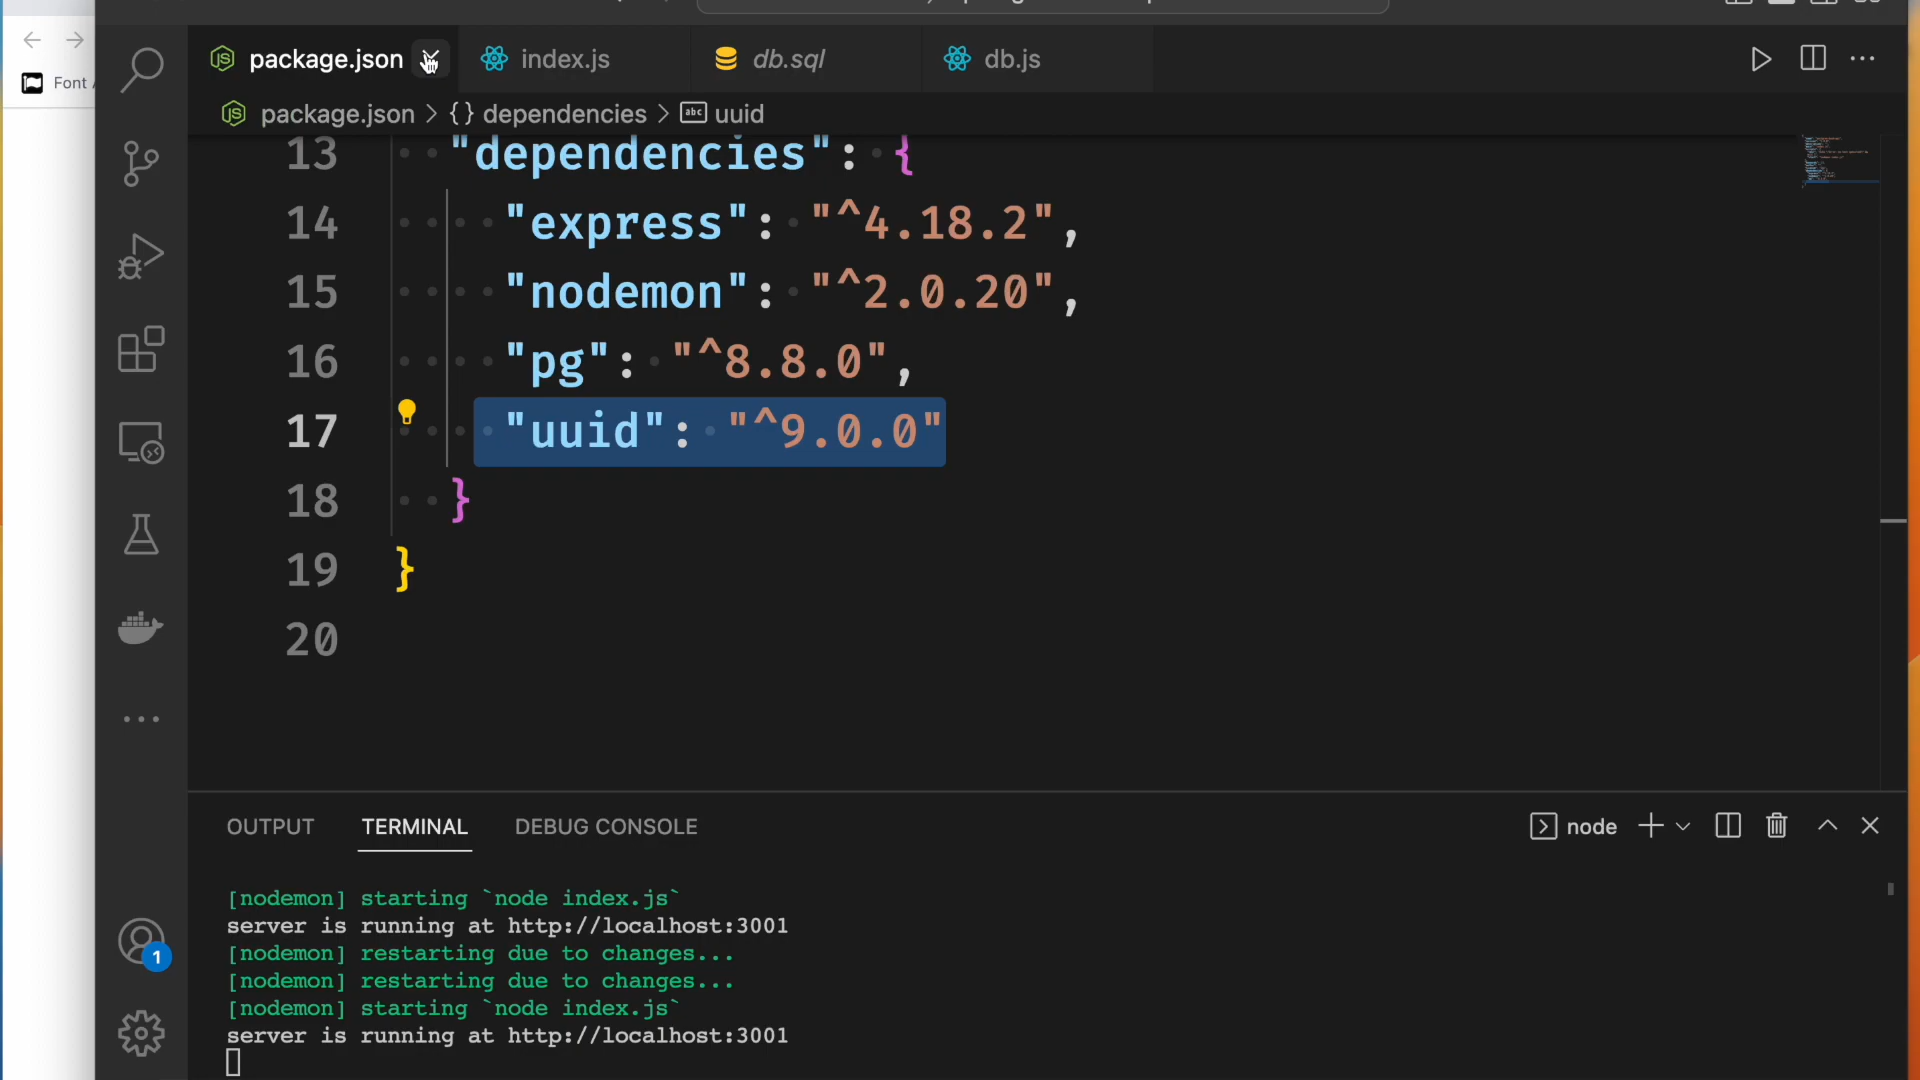 package.json
index.js
db.sql
db.js
Font
package.json > {} dependencies > abc uuid
13 "dependencies": {
14 "express": "^4.18.2",
15 "nodemon": "^2.0.20",
16 "pg": "^8.8.0",
17 "uuid": "^9.0.0"
18 }
19 }
20
OUTPUT TERMINAL DEBUG CONSOLE
node
[nodemon] starting `node index.js`
server is running at http://localhost:3001
[nodemon] restarting due to changes...
[nodemon] restarting due to changes...
[nodemon] starting `node index.js`
server is running at http://localhost:3001
1